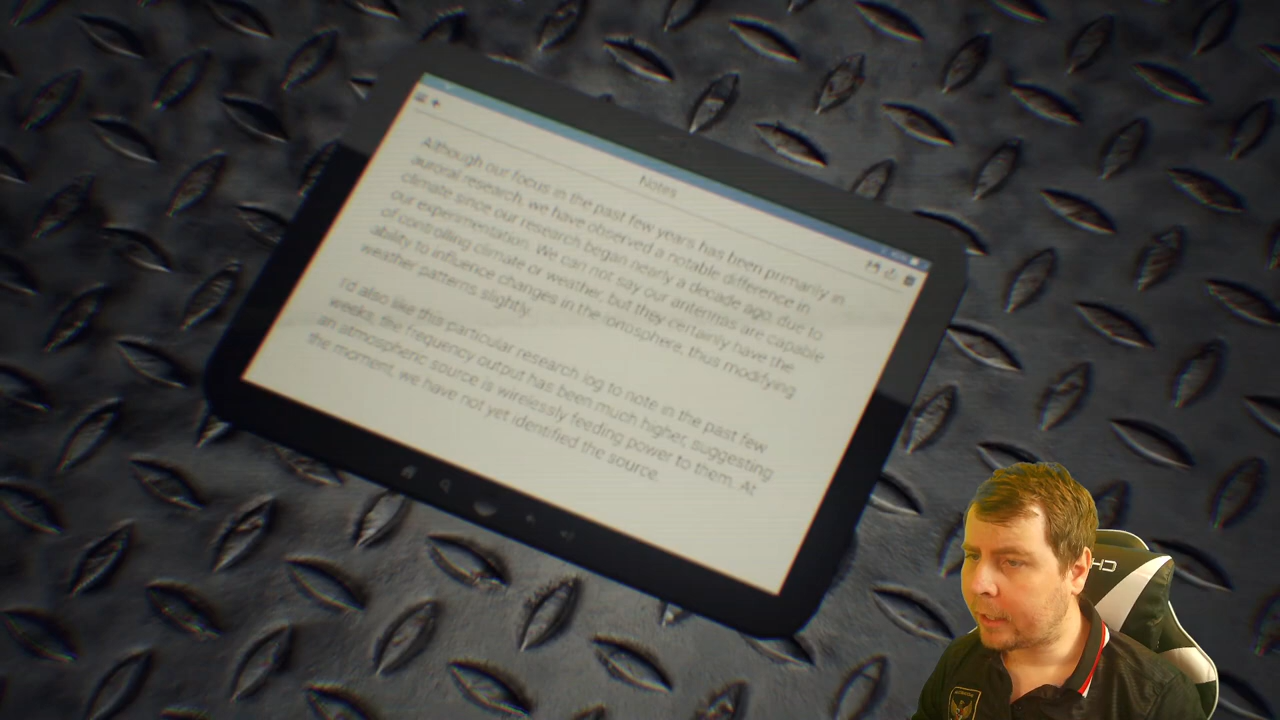 Notes
Although our focus in the past few years has been primarily in
auroral research, we have observed a notable difference in
climate since our research began nearly a decade ago, due to
our experimentation. We can not say our antennas are capable
of controlling climate or weather, but they certainly have the
ability to influence changes in the ionosphere, thus modifying
weather patterns slightly.
I'd also like this particular research log to note in the past few
weeks, the frequency output has been much higher, suggesting
an atmospheric source is wirelessly feeding power to them. At
the moment, we have not yet identified the source.